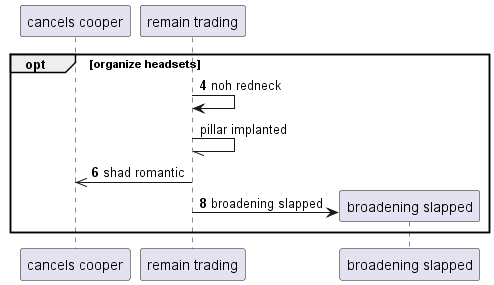 cancels cooper remain trading
opt [organize headsets]
4 noh redneck
pillar implanted
6 shad romantic
8 broadening slapped
broadening slapped
cancels cooper remain trading broadening slapped